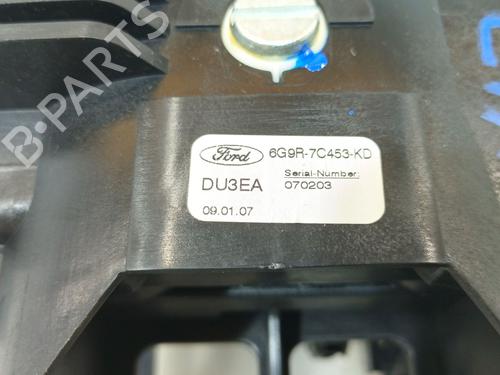 B-PARTS
Ford 6G9R-7C453-KD
DU3EA Serial-Number:
070203
09.01.07